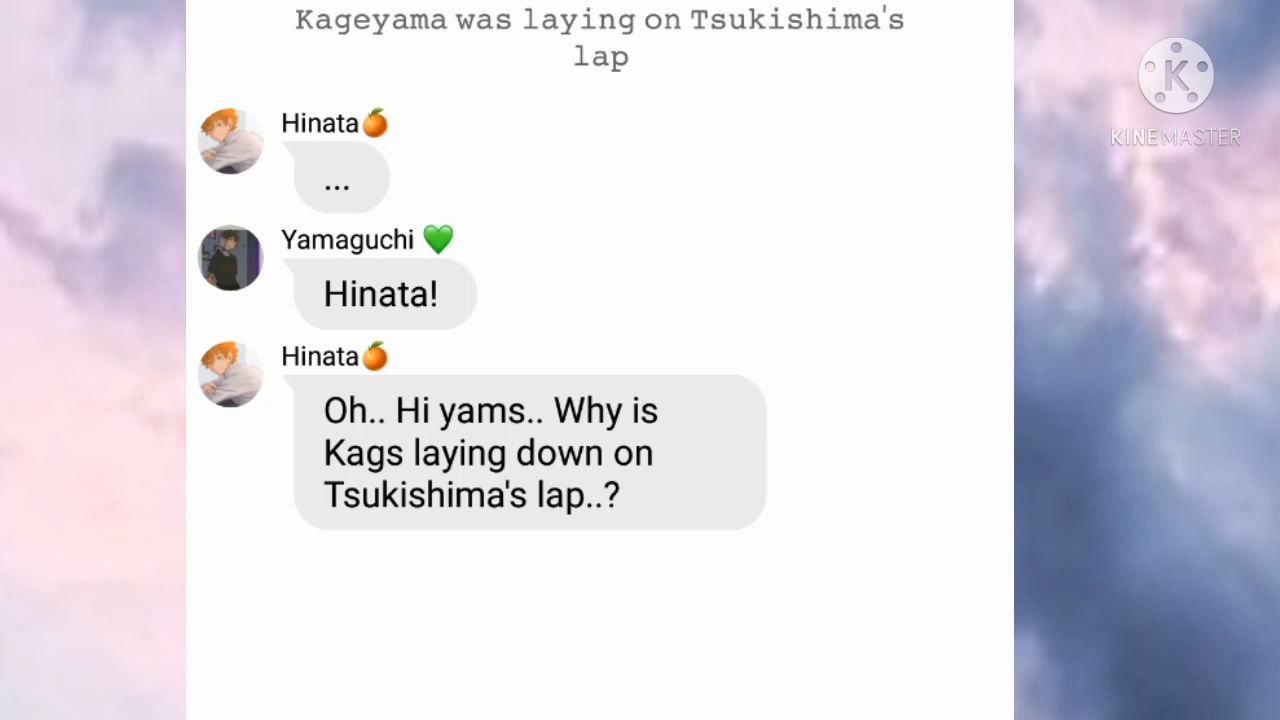 Kageyama was laying on Tsukishima's
lap
Hinata🍊
...
Yamaguchi 💚
Hinata!
Hinata🍊
Oh.. Hi yams.. Why is
Kags laying down on
Tsukishima's lap..?
K
KINEMASTER